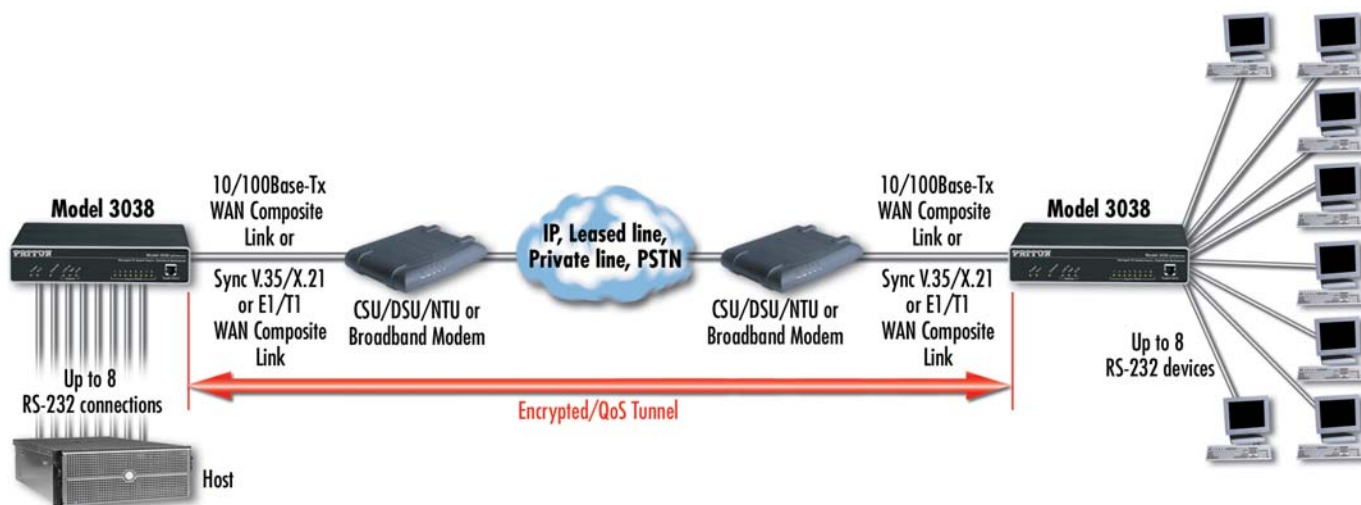 Model 3038
PATTON
Up to 8
RS-232 connections
Host
10/100Base-Tx
WAN Composite
Link or
Sync V.35/X.21
or E1/T1
WAN Composite
Link
CSU/DSU/NTU or
Broadband Modem
IP, Leased line,
Private line, PSTN
CSU/DSU/NTU or
Broadband Modem
10/100Base-Tx
WAN Composite
Link or
Sync V.35/X.21
or E1/T1
WAN Composite
Link
Encrypted/QoS Tunnel
Model 3038
PATTON
Up to 8
RS-232 devices